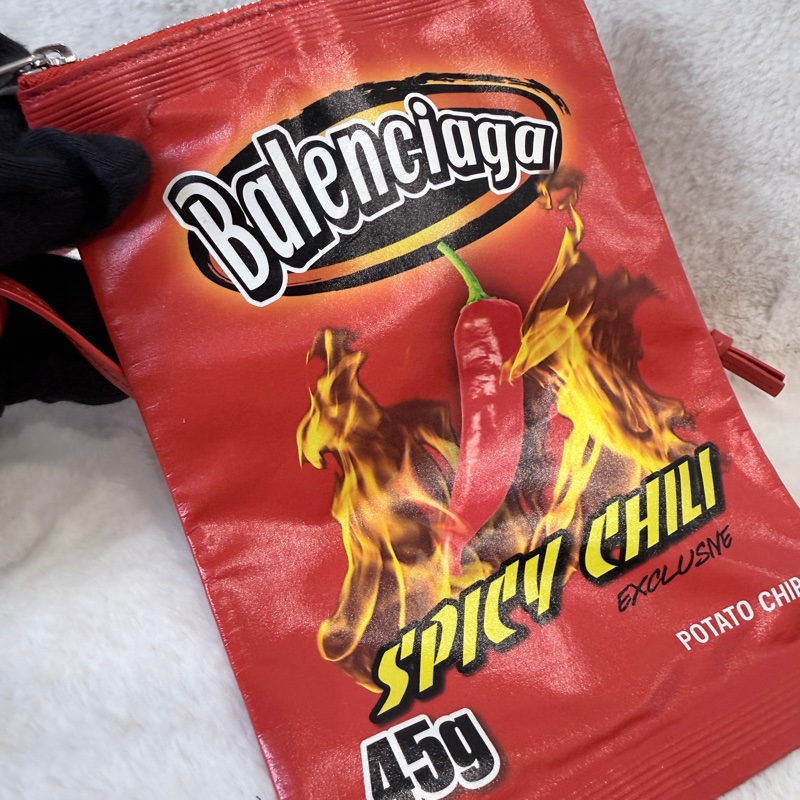 Balenciaga
SPICY CHILI
EXCLUSIVE
POTATO CHIP
45g